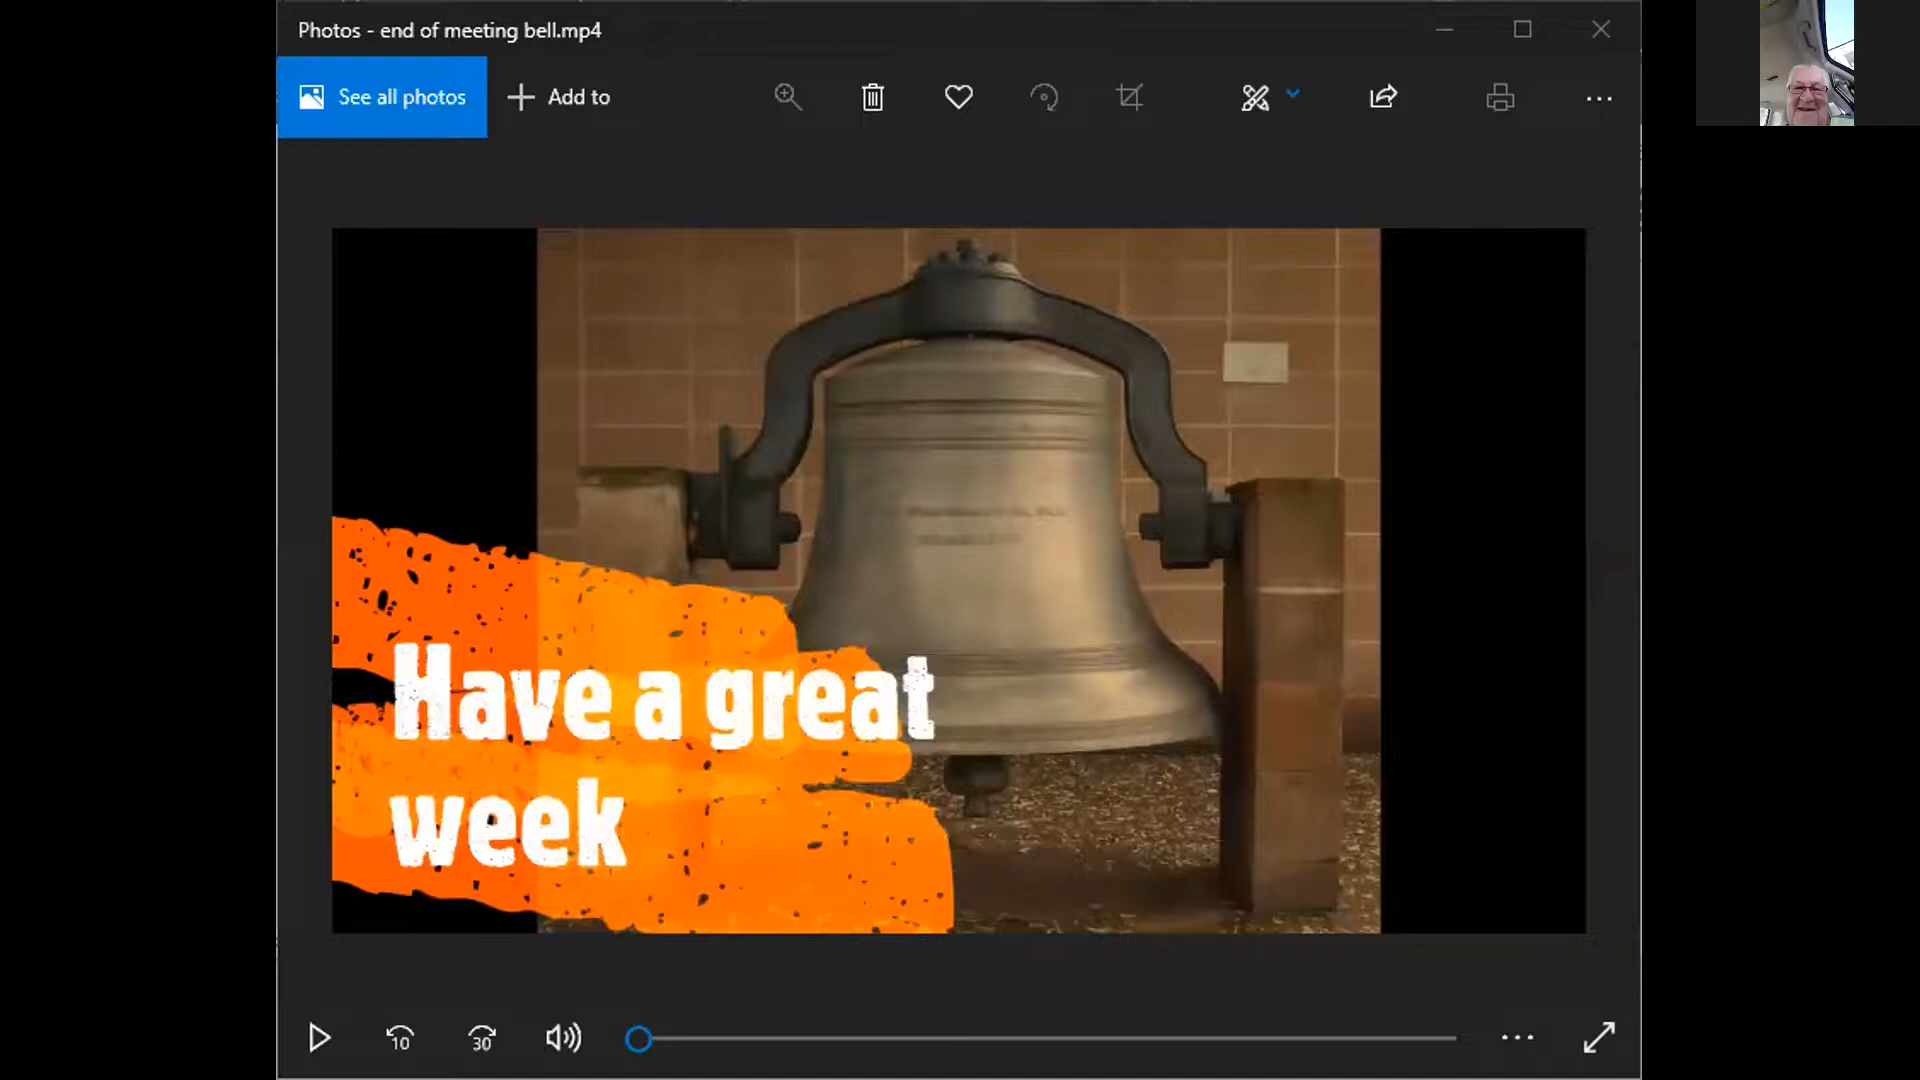 Photos - end of meeting bell.mp4
See all photos
Add to
Have a great
week
10
30